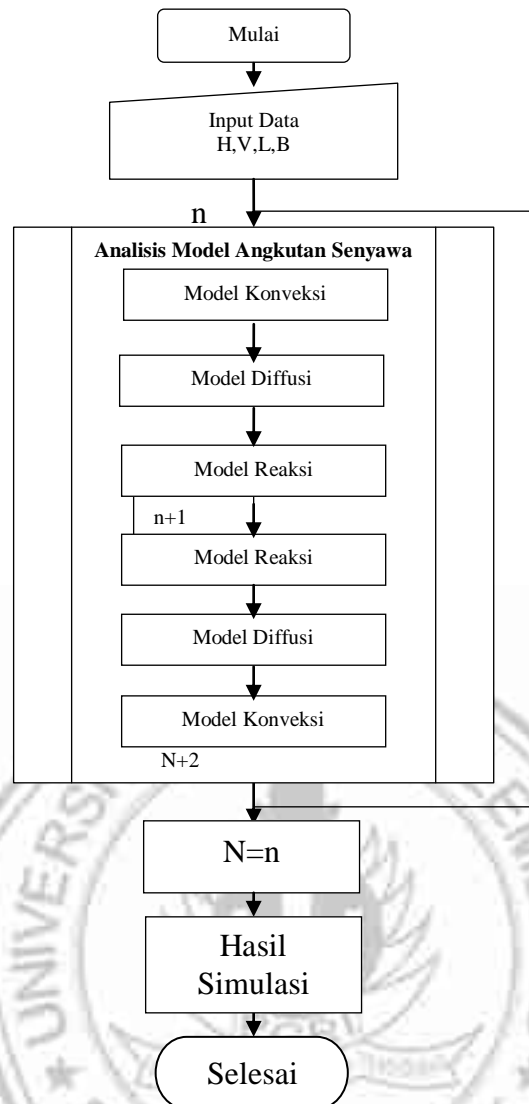 Mulai
Input Data
H,V,L,B
n
Analisis Model Angkutan Senyawa
Model Konveksi
Model Diffusi
Model Reaksi
n+1
Model Reaksi
Model Diffusi
Model Konveksi
N+2
N=n
Hasil
Simulasi
Selesai